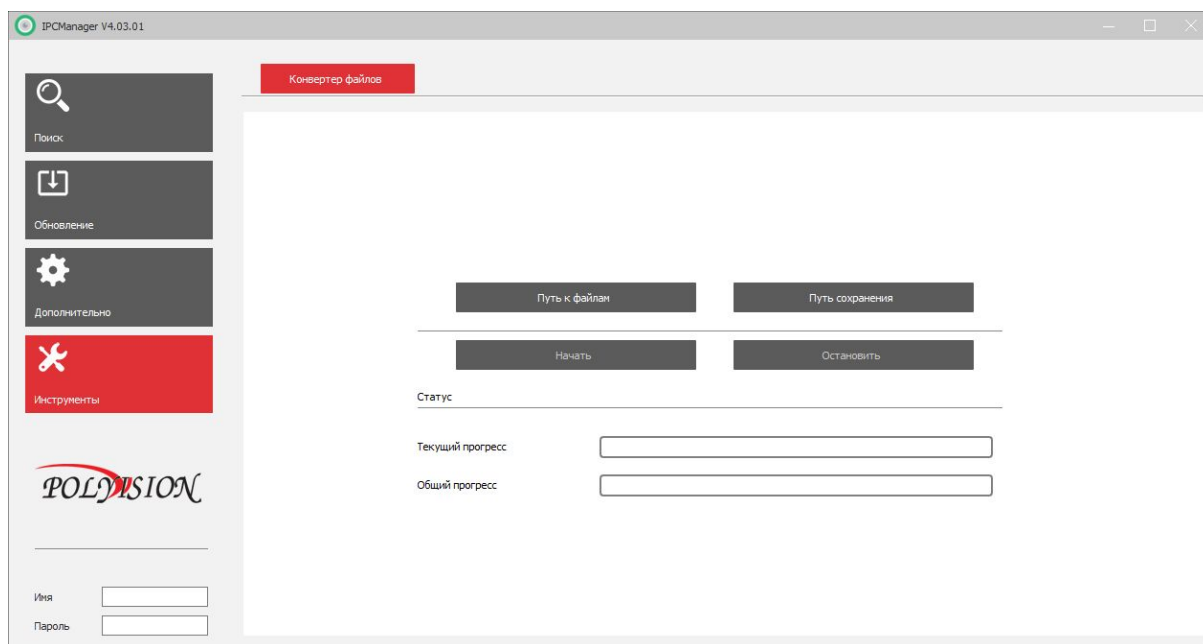 IPCManager V4.03.01
Конвертер файлов
Поиск
Обновление
Дополнительно
Инструменты
Путь к файлам
Путь сохранения
Начать
Остановить
Статус
Текущий прогресс
Общий прогресс
POLYVISION
Имя
Пароль